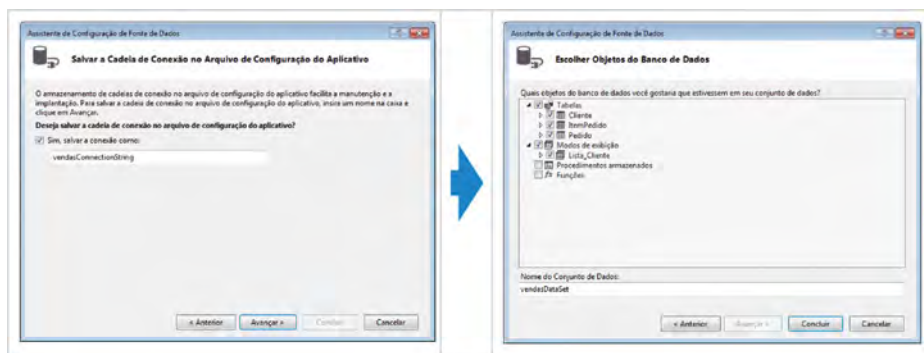 Assistente de Configuração de Fonte de Dados
Salvar a Cadeia de Conexão no Arquivo de Configuração do Aplicativo
O armazenamento de cadeias de conexão no arquivo de configuração do aplicativo facilita a manutenção e a
implantação. Para salvar a cadeia de conexão no arquivo de configuração do aplicativo, insira um nome na caixa e
clique em Avançar.
Deseja salvar a cadeia de conexão no arquivo de configuração do aplicativo?
Sim, salvar a conexão como:
vendasConnectionString
< Anterior
Avançar >
Concluir
Cancelar
Assistente de Configuração de Fonte de Dados
Escolher Objetos do Banco de Dados
Quais objetos do banco de dados você gostaria que estivessem em seu conjunto de dados?
Tabelas
Cliente
ItemPedido
Pedido
Modos de exibição
Lista_Cliente
Procedimentos armazenados
fx Funções
Nome do Conjunto de Dados:
vendasDataSet
< Anterior
Avançar >
Concluir
Cancelar